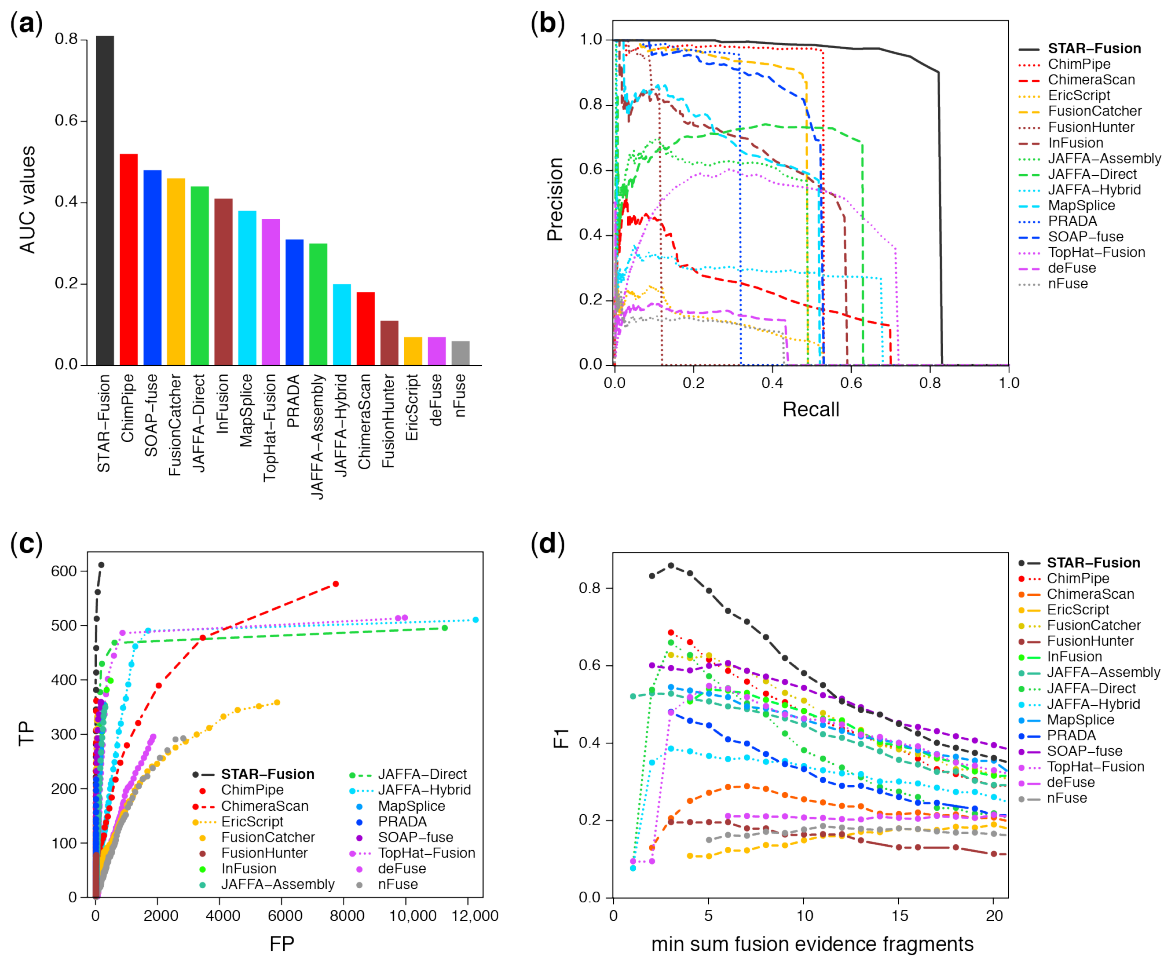 (a)
0.8
0.6
0.4
0.2
0.0
AUC values
STAR−Fusion
ChimPipe
SOAP−fuse
FusionCatcher
JAFFA−Direct
InFusion
MapSplice
TopHat−Fusion
PRADA
JAFFA−Assembly
JAFFA−Hybrid
ChimeraScan
FusionHunter
EricScript
deFuse
nFuse
(b)
1.0
0.8
0.6
0.4
0.2
0.0
Precision
0.0 0.2 0.4 0.6 0.8 1.0
Recall
STAR−Fusion
ChimPipe
ChimeraScan
EricScript
FusionCatcher
FusionHunter
InFusion
JAFFA−Assembly
JAFFA−Direct
JAFFA−Hybrid
MapSplice
PRADA
SOAP−fuse
TopHat−Fusion
deFuse
nFuse
(c)
600
500
400
300
200
100
0
TP
0 2000 4000 6000 8000 10,000 12,000
FP
STAR−Fusion
ChimPipe
ChimeraScan
EricScript
FusionCatcher
FusionHunter
InFusion
JAFFA−Assembly
JAFFA−Direct
JAFFA−Hybrid
MapSplice
PRADA
SOAP−fuse
TopHat−Fusion
deFuse
nFuse
(d)
0.8
0.6
0.4
0.2
0.0
F1
0 5 10 15 20
min sum fusion evidence fragments
STAR−Fusion
ChimPipe
ChimeraScan
EricScript
FusionCatcher
FusionHunter
InFusion
JAFFA−Assembly
JAFFA−Direct
JAFFA−Hybrid
MapSplice
PRADA
SOAP−fuse
TopHat−Fusion
deFuse
nFuse